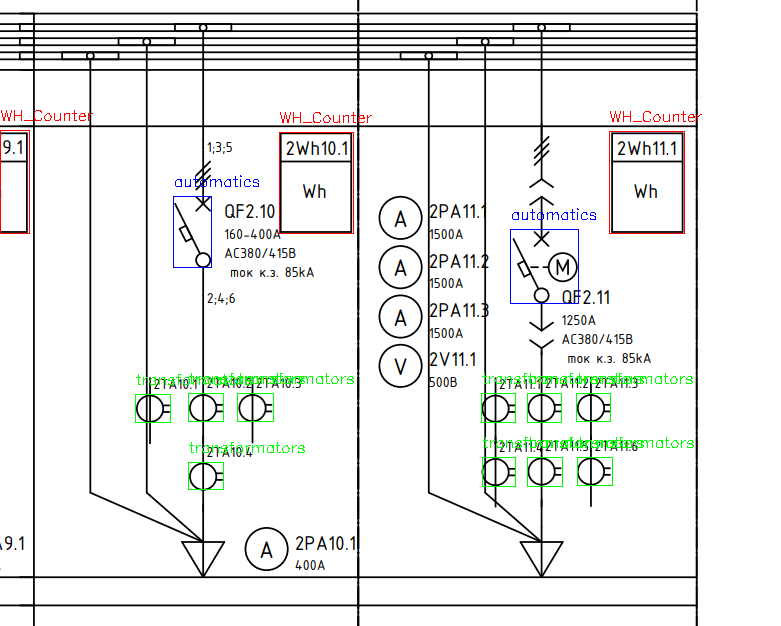 WH_Counter
WH_Counter
WH_Counter
9.1
1;3;5
2Wh10.1
Wh
2Wh11.1
Wh
automatics
QF2.10
160-400A
AC380/415B
ток к.з. 85kA
2;4;6
A
2PA11.1
1500A
A
2PA11.2
1500A
A
2PA11.3
1500A
V
2V11.1
500B
automatics
M
QF2.11
1250A
AC380/415B
ток к.з. 85kA
transformators
2TA10.1
2TA10.2
2TA10.3
transformators
2TA10.4
transformators
2TA11.1
2TA11.2
2TA11.3
transformators
2TA11.4
2TA11.5
2TA11.6
A9.1
A
2PA10.1
400A